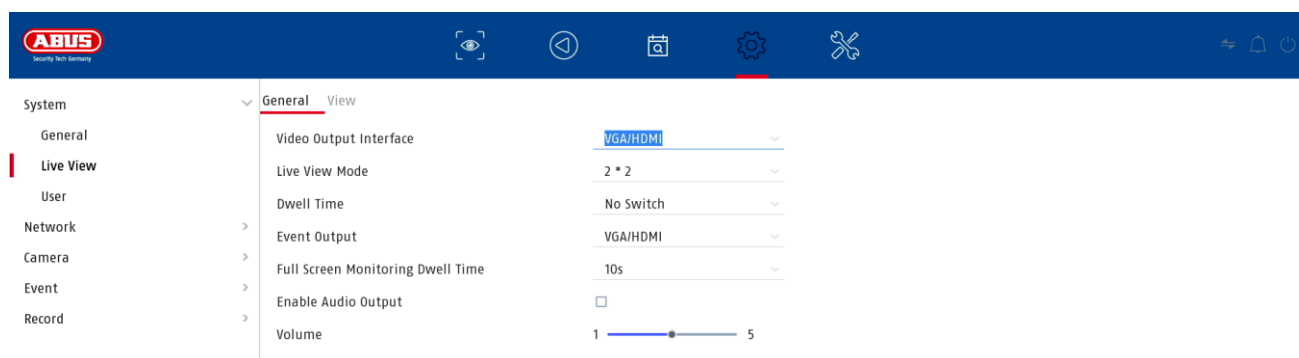 ABUS
Security Tech Germany
System
General
Live View
User
Network
Camera
Event
Record
General View
Video Output Interface VGA/HDMI
Live View Mode 2 * 2
Dwell Time No Switch
Event Output VGA/HDMI
Full Screen Monitoring Dwell Time 10s
Enable Audio Output
Volume 1 5